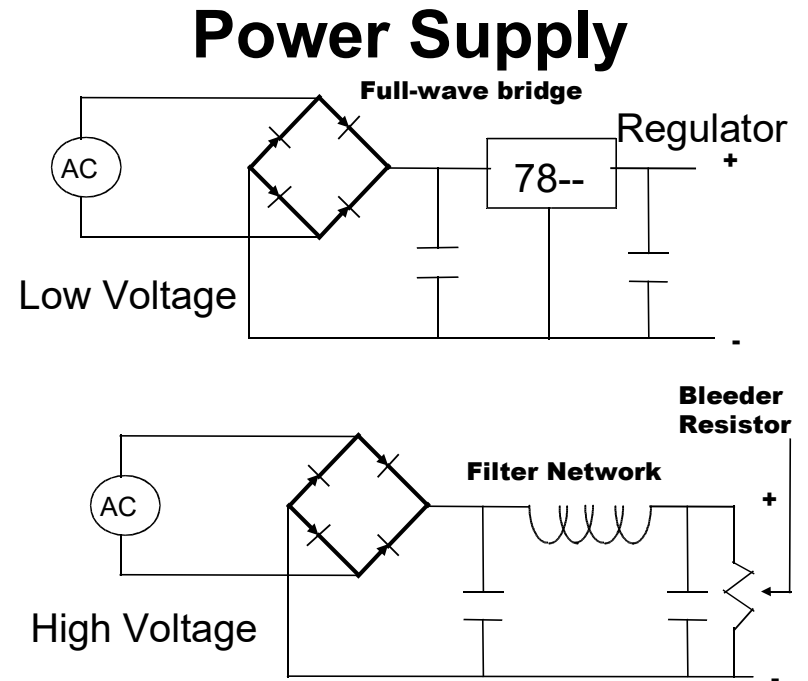 Power Supply
Full-wave bridge
Regulator
AC
78--
+
Low Voltage
-
Bleeder
Resistor
Filter Network
+
AC
High Voltage
-